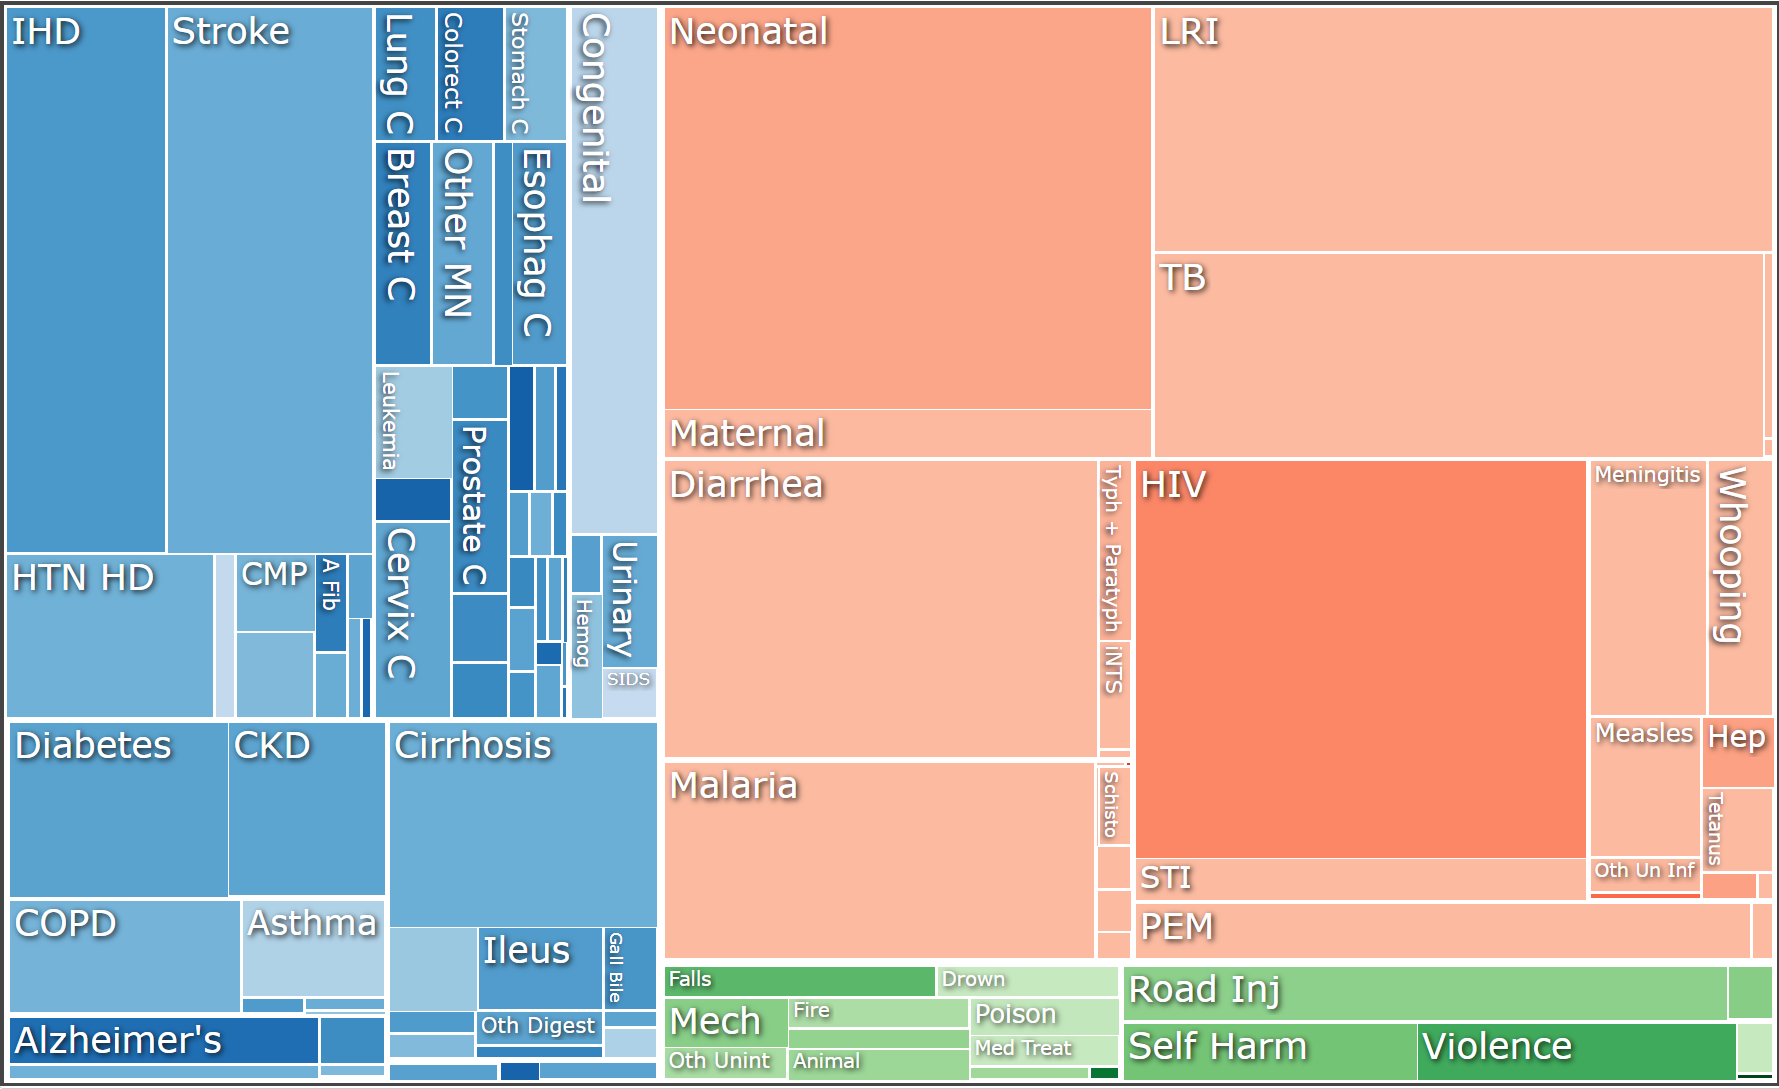 IHD
Stroke
Lung C
Colorect C
Stomach C
Congenital
Breast C
Other MN
Esophag C
Leukemia
Prostate C
Cervix C
HTN HD
CMP
A Fib
Hemog
Urinary
SIDS
Diabetes
CKD
Cirrhosis
COPD
Asthma
Ileus
Gall Bile
Oth Digest
Alzheimer's
Neonatal
LRI
TB
Maternal
Diarrhea
Typh + Paratyph
iNTS
HIV
Meningitis
Whooping
Malaria
Schisto
STI
Measles
Hep
Tetanus
Oth Un Inf
PEM
Falls
Drown
Mech
Fire
Poison
Med Treat
Oth Unint
Animal
Road Inj
Self Harm
Violence